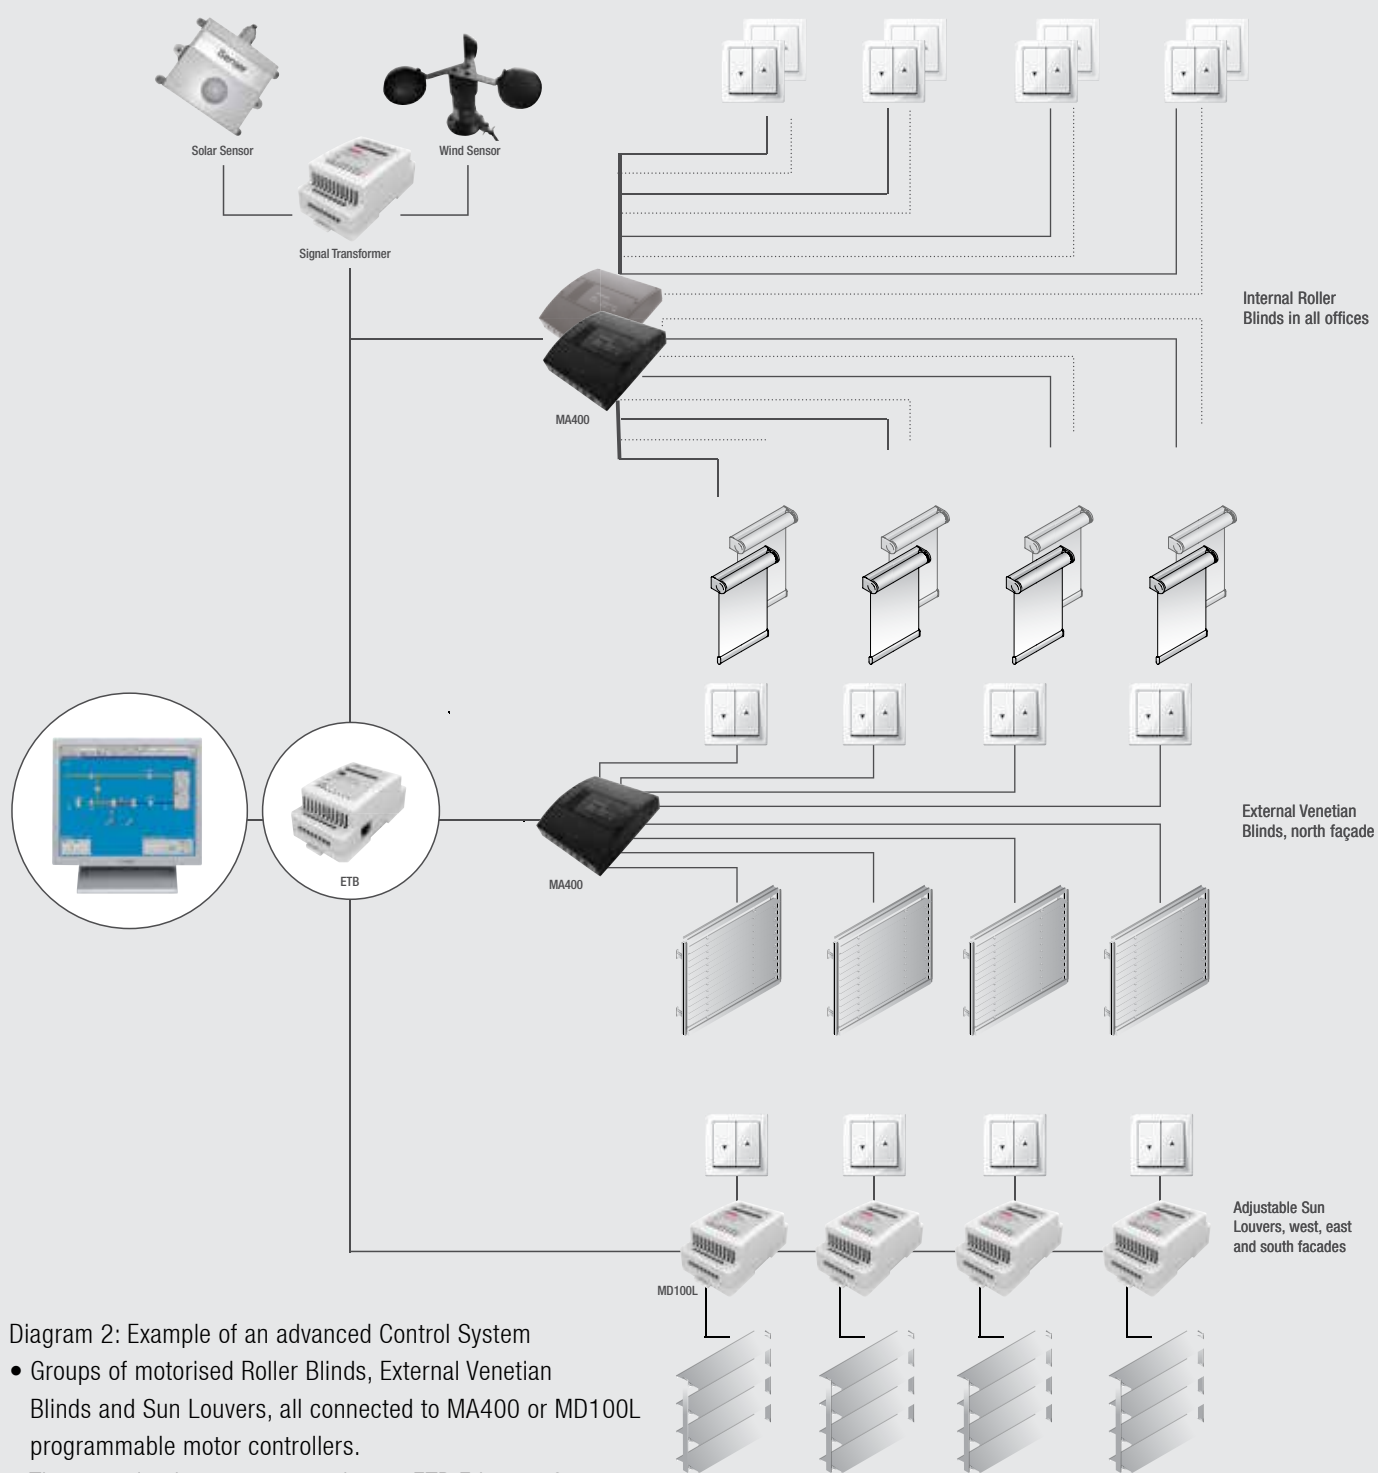 Solar Sensor
Wind Sensor
Signal Transformer
Internal Roller
Blinds in all offices
MA400
External Venetian
Blinds, north façade
ETB
MA400
Adjustable Sun
Louvers, west, east
and south facades
MD100L
Diagram 2: Example of an advanced Control System
• Groups of motorised Roller Blinds, External Venetian
Blinds and Sun Louvers, all connected to MA400 or MD100L
programmable motor controllers.